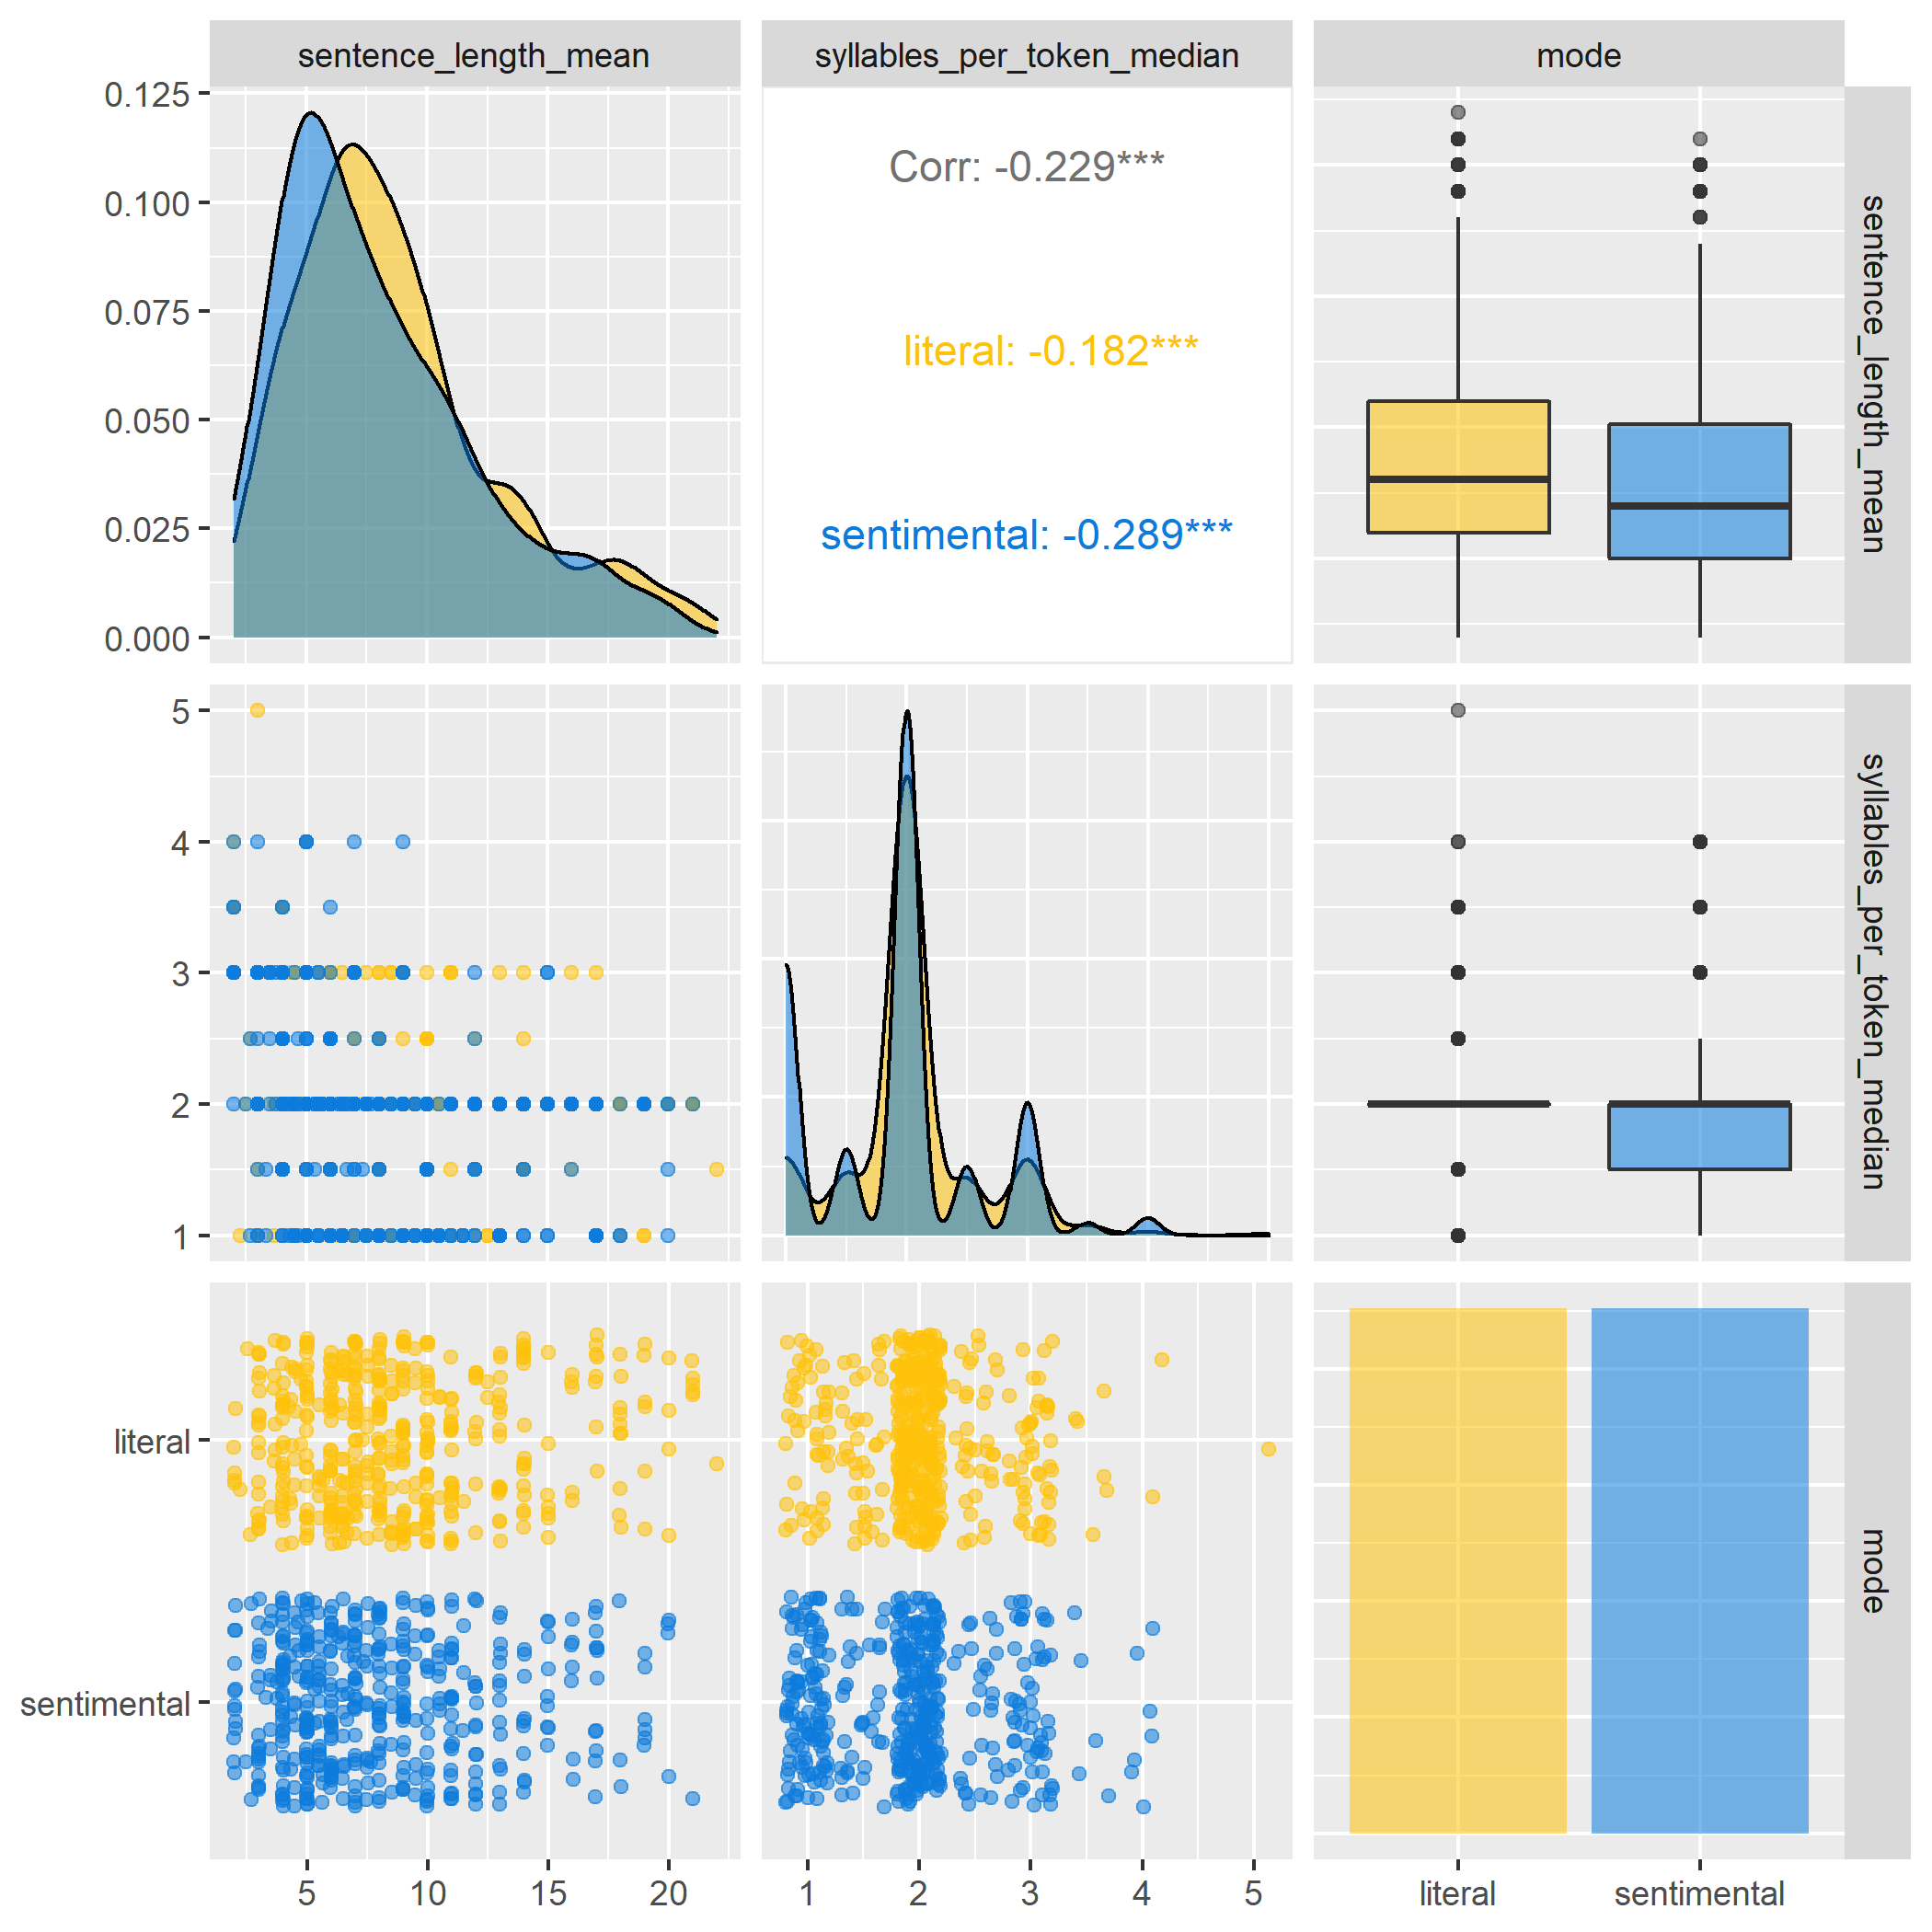 sentence_length_mean
syllables_per_token_median
mode
0.125
0.100
0.075
0.050
0.025
0.000
Corr: -0.229***
literal: -0.182***
sentimental: -0.289***
sentence_length_mean
5
4
3
2
1
syllables_per_token_median
literal
sentimental
mode
5
10
15
20
1
2
3
4
5
literal
sentimental